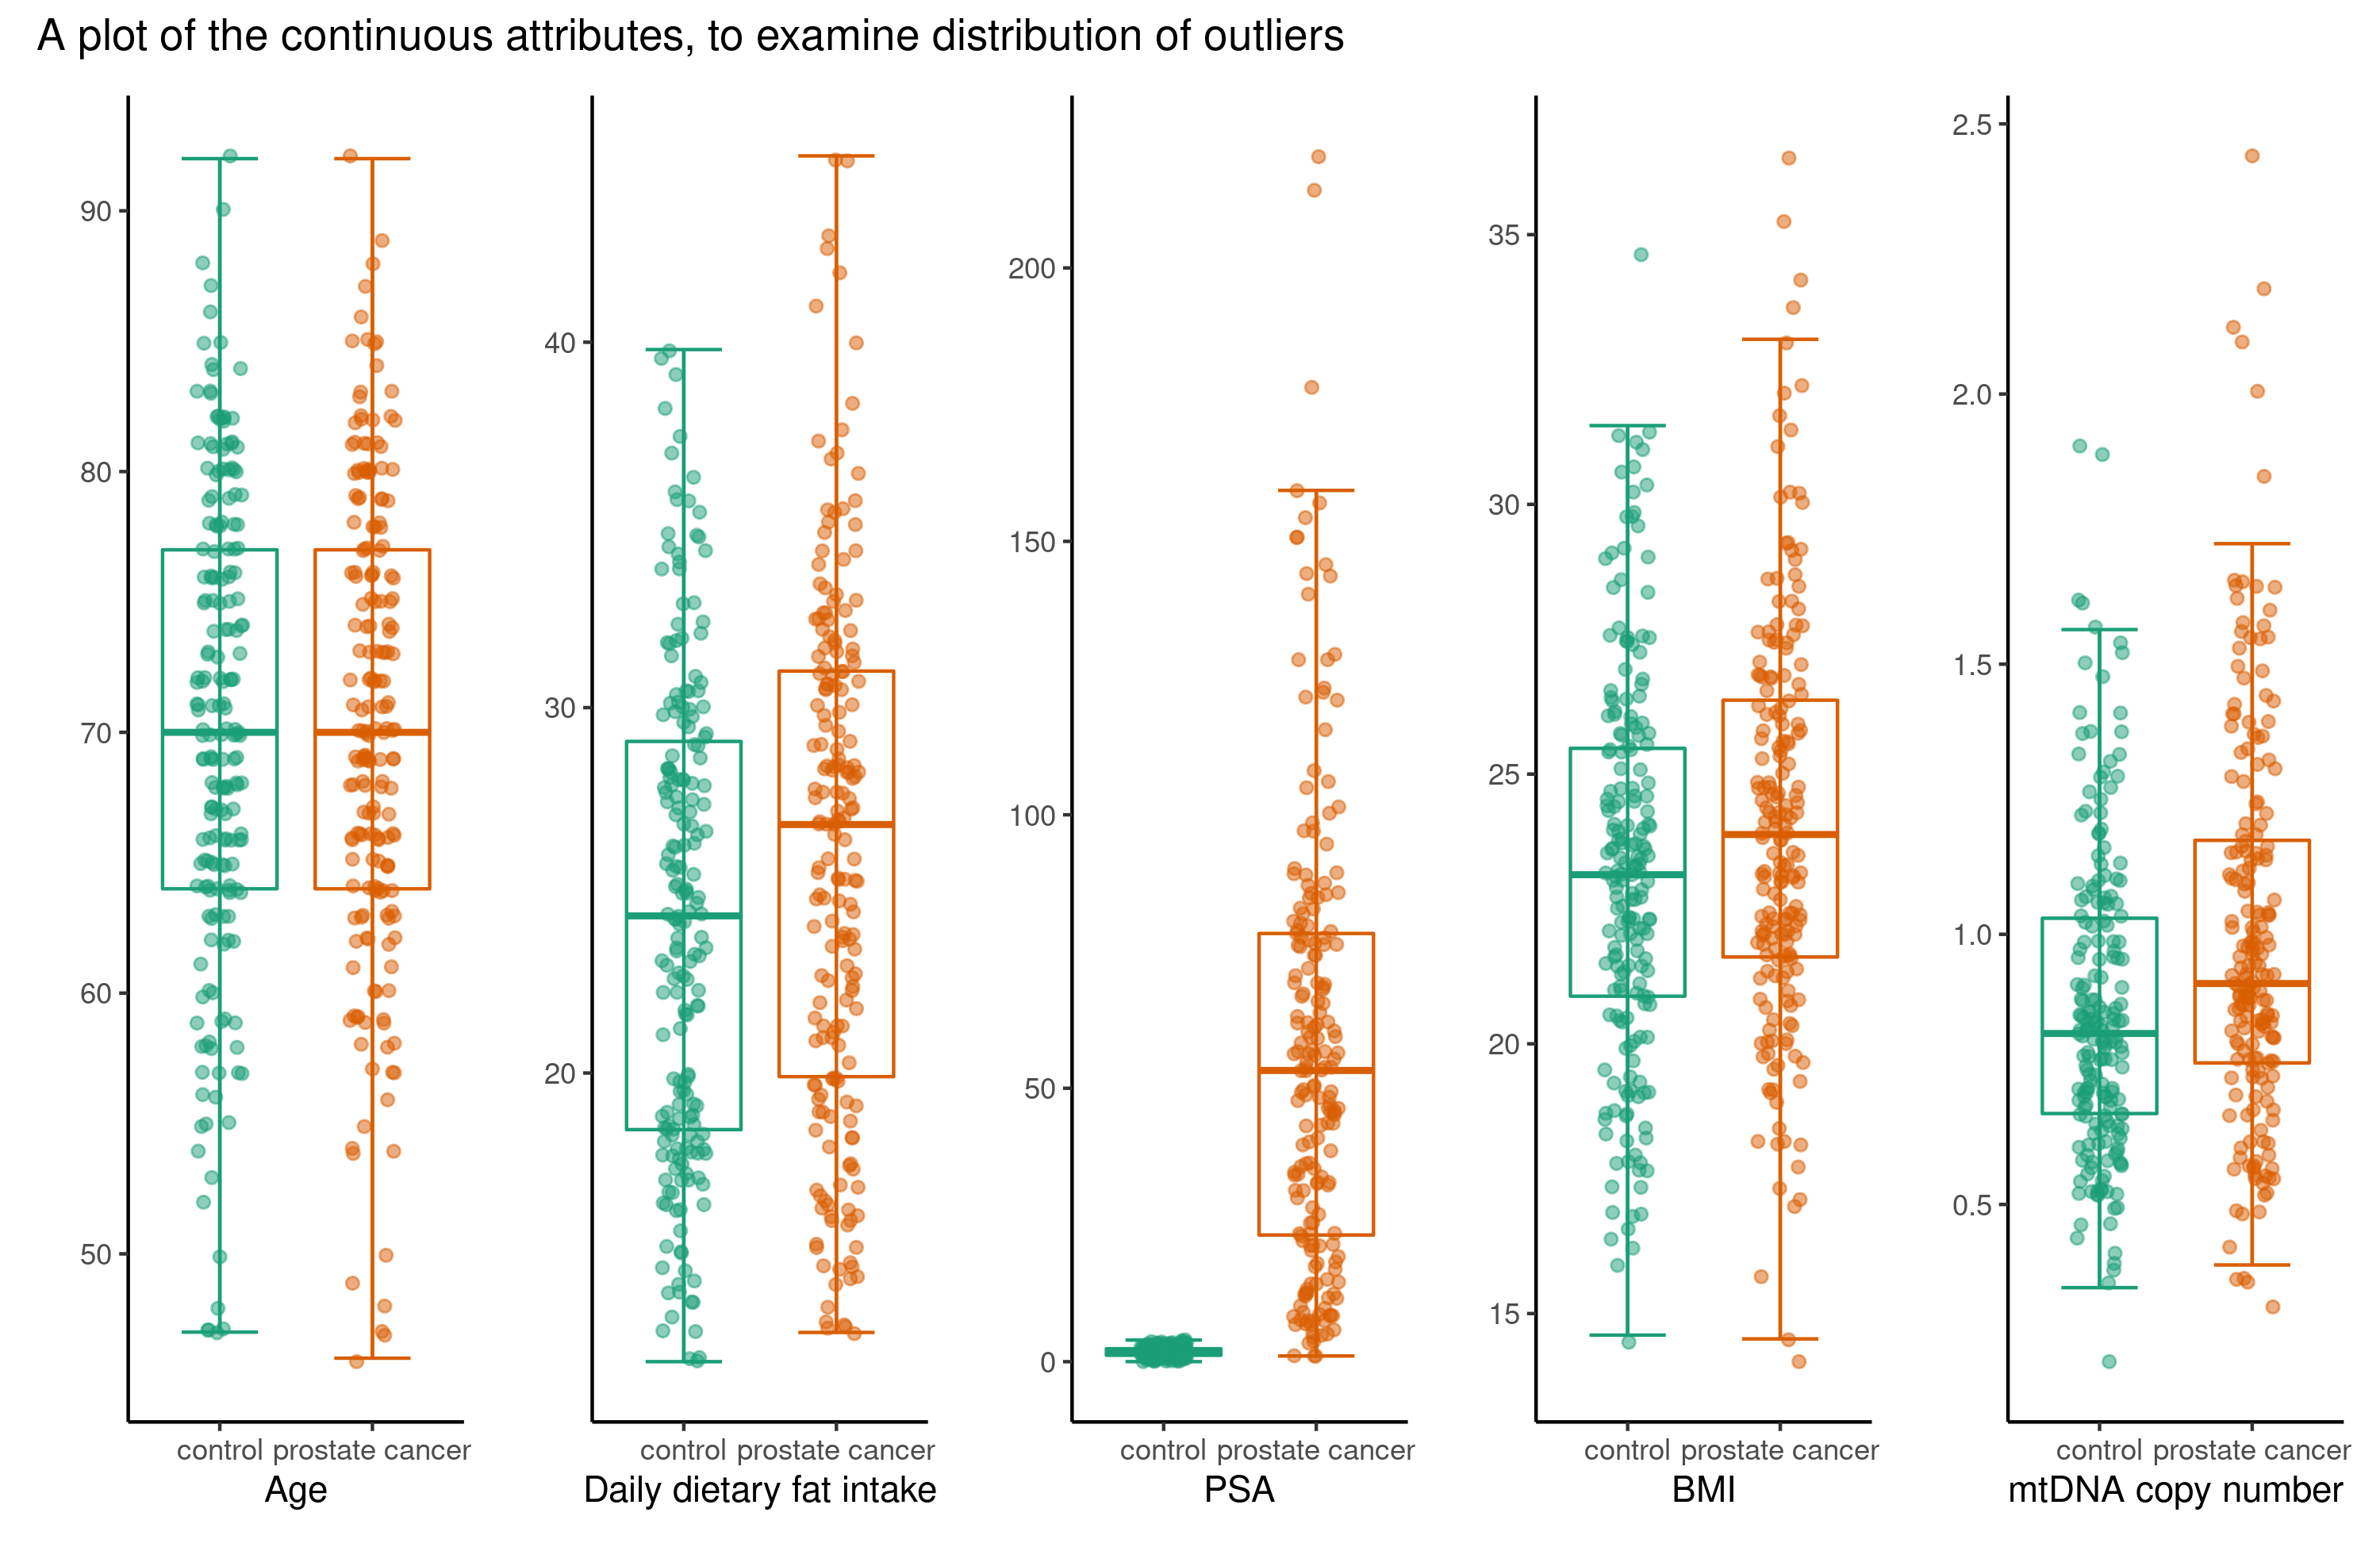 A plot of the continuous attributes, to examine distribution of outliers
90
80
70
60
50
control prostate cancer
Age
40
30
20
control prostate cancer
Daily dietary fat intake
200
150
100
50
0
control prostate cancer
PSA
35
30
25
20
15
control prostate cancer
BMI
2.5
2.0
1.5
1.0
0.5
control prostate cancer
mtDNA copy number